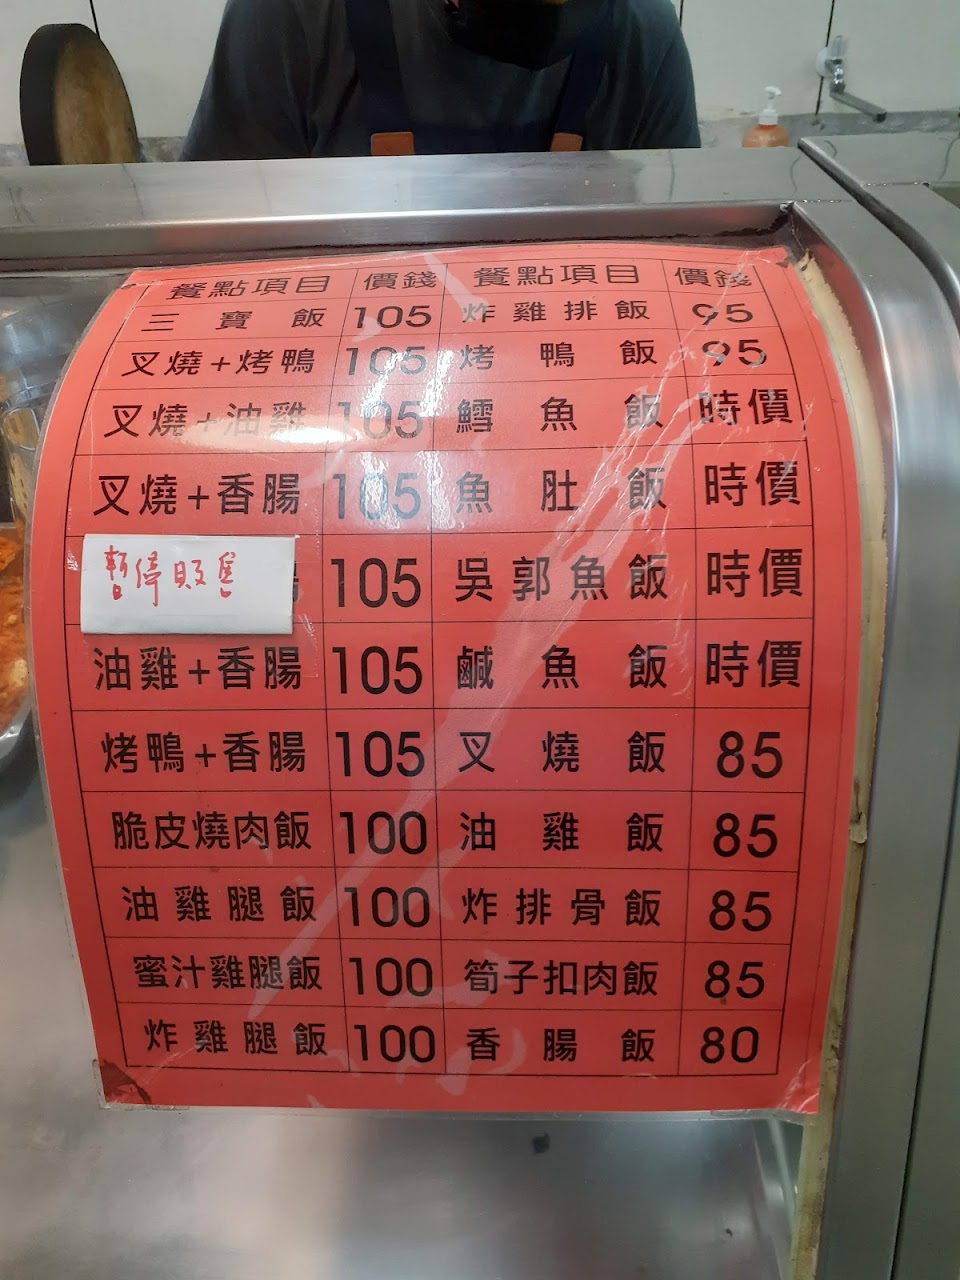 餐點項目 價錢 餐點項目 價錢
三寶飯 105 炸雞排飯 95
叉燒+烤鴨 105 烤鴨飯 95
叉燒+油雞 105 鱈魚飯 時價
叉燒+香腸 105 魚肚飯 時價
暫停販售 105 吳郭魚飯 時價
油雞+香腸 105 鹹魚飯 時價
烤鴨+香腸 105 叉燒飯 85
脆皮燒肉飯 100 油雞飯 85
油雞腿飯 100 炸排骨飯 85
蜜汁雞腿飯 100 筍子扣肉飯 85
炸雞腿飯 100 香腸飯 80